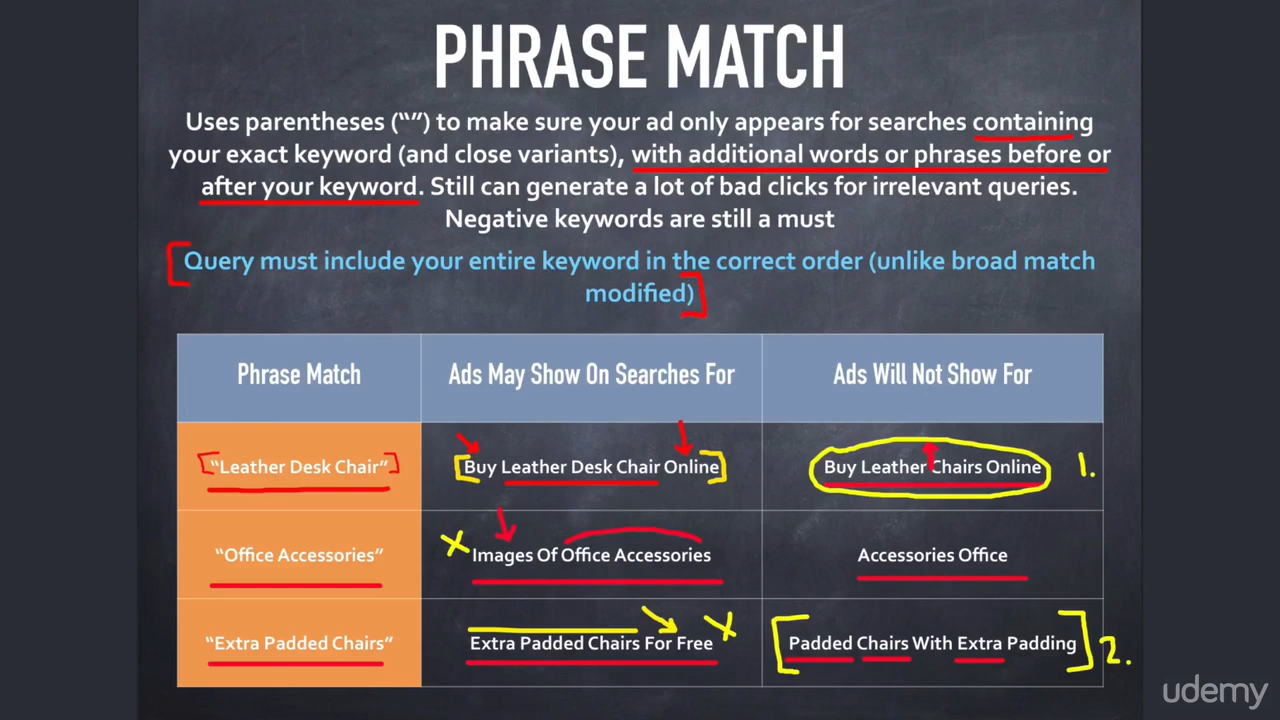 PHRASE MATCH
Uses parentheses (“”) to make sure your ad only appears for searches containing
your exact keyword (and close variants), with additional words or phrases before or
after your keyword. Still can generate a lot of bad clicks for irrelevant queries.
Negative keywords are still a must
Query must include your entire keyword in the correct order (unlike broad match
modified)
Phrase Match Ads May Show On Searches For Ads Will Not Show For
“Leather Desk Chair” Buy Leather Desk Chair Online Buy Leather Chairs Online 1.
“Office Accessories” Images Of Office Accessories Accessories Office
“Extra Padded Chairs” Extra Padded Chairs For Free Padded Chairs With Extra Padding 2.
udemy